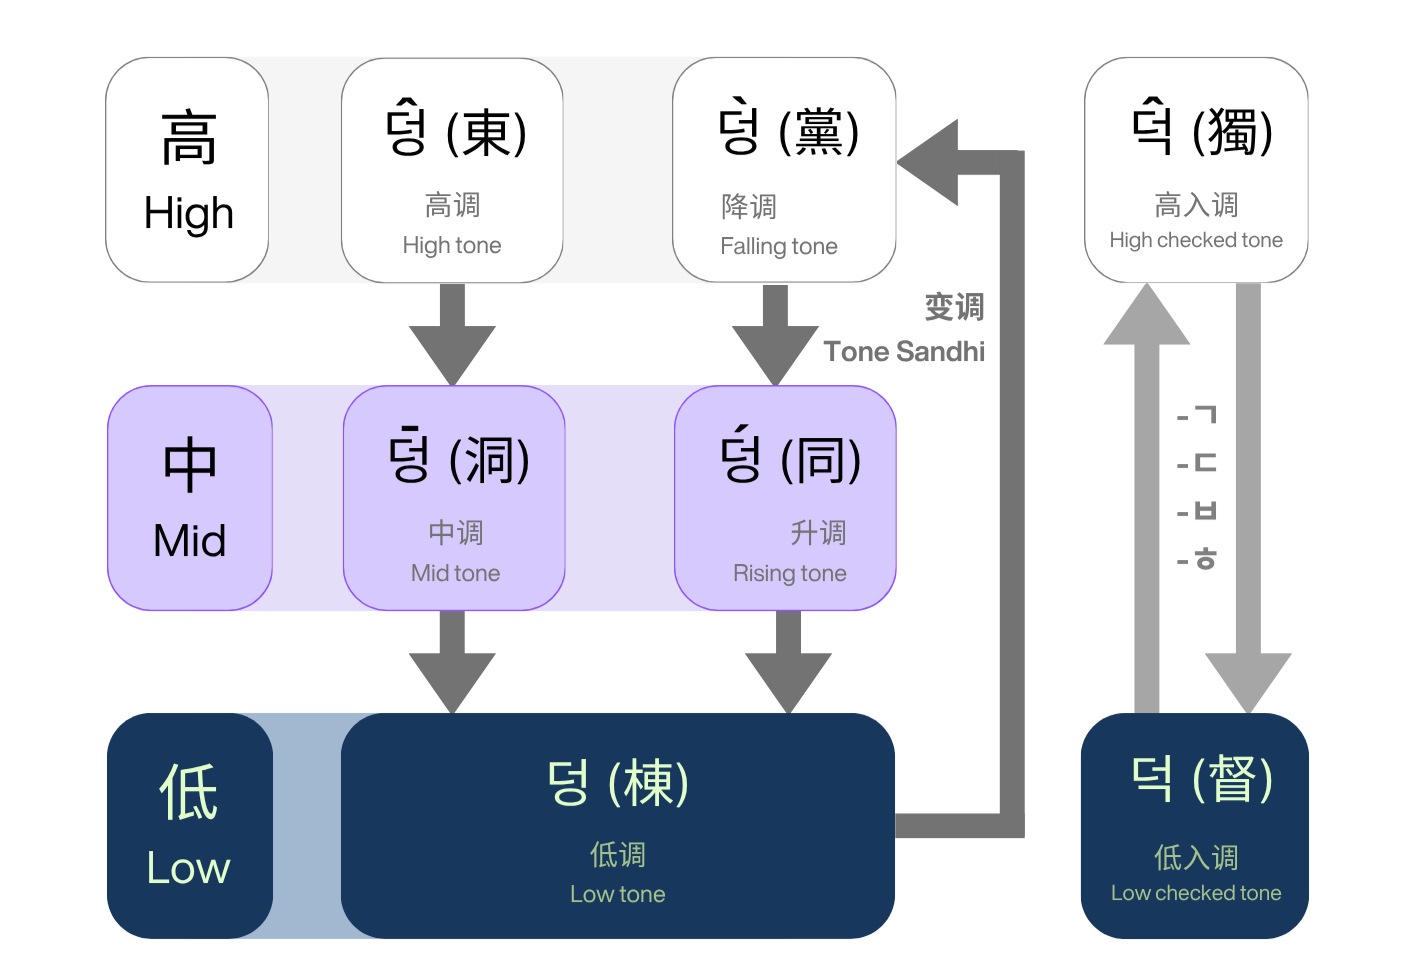 高
High
덩̂ (東)
高调
High tone
덩̀ (黨)
降调
Falling tone
덕̂ (獨)
高入调
High checked tone
变调
Tone Sandhi
中
Mid
덩̄ (洞)
中调
Mid tone
덩́ (同)
升调
Rising tone
-ㄱ
-ㄷ
-ㅂ
-ㅎ
低
Low
덩 (棟)
低调
Low tone
덕 (督)
低入调
Low checked tone